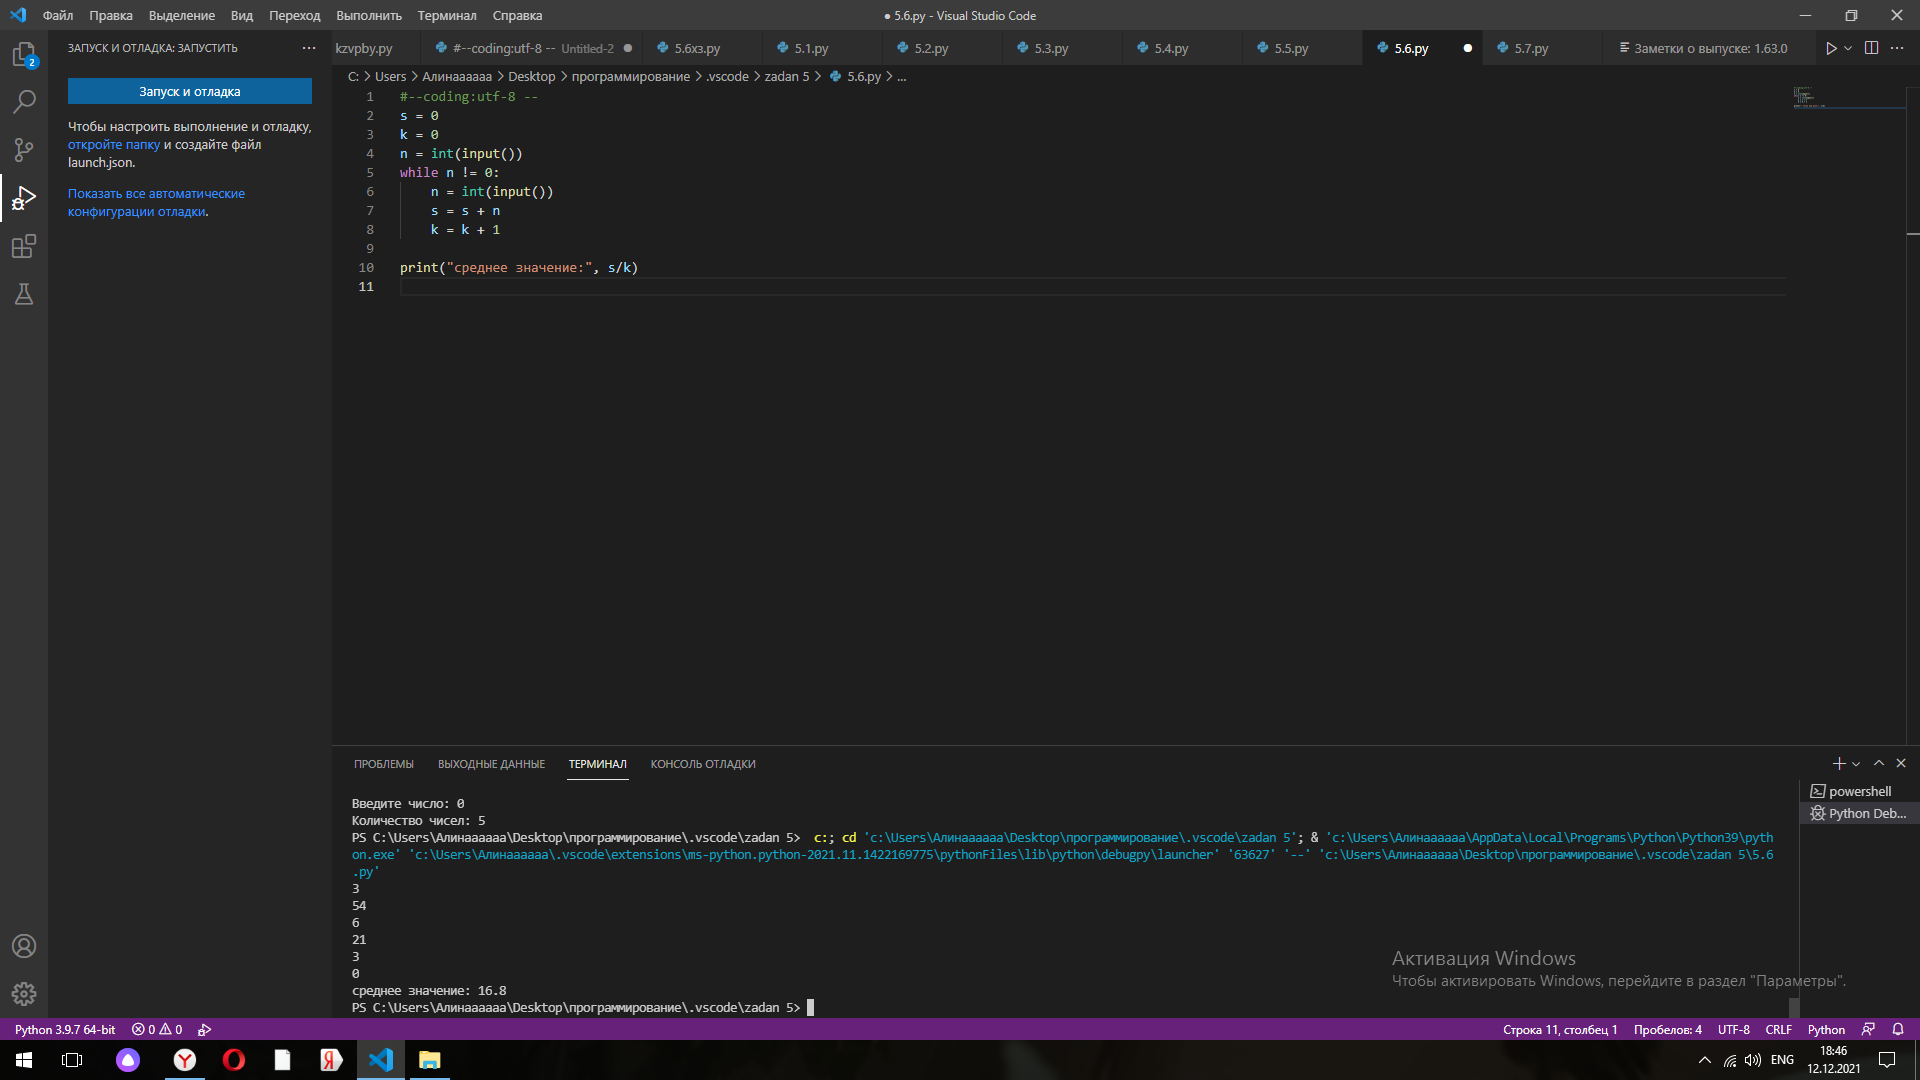 Файл Правка Выделение Вид Переход Выполнить Терминал Справка
● 5.6.py - Visual Studio Code
ЗАПУСК И ОТЛАДКА: ЗАПУСТИТЬ
kzvpby.py #--coding:utf-8 -- Untitled-2 5.6хз.py 5.1.py 5.2.py 5.3.py 5.4.py 5.5.py 5.6.py 5.7.py Заметки о выпуске: 1.63.0
2
Запуск и отладка
Чтобы настроить выполнение и отладку,
откройте папку и создайте файл
launch.json.
Показать все автоматические
конфигурации отладки.
C: > Users > Алинаааааа > Desktop > программирование > .vscode > zadan 5 > 5.6.py > ...
1 #--coding:utf-8 --
2 s = 0
3 k = 0
4 n = int(input())
5 while n != 0:
6 n = int(input())
7 s = s + n
8 k = k + 1
9
10 print("среднее значение:", s/k)
11
ПРОБЛЕМЫ ВЫХОДНЫЕ ДАННЫЕ ТЕРМИНАЛ КОНСОЛЬ ОТЛАДКИ
Введите число: 0
Количество чисел: 5
PS C:\Users\Алинаааааа\Desktop\программирование\.vscode\zadan 5> c:; cd 'c:\Users\Алинаааааа\Desktop\программирование\.vscode\zadan 5'; & 'c:\Users\Алинаааааа\AppData\Local\Programs\Python\Python39\pyth
on.exe' 'c:\Users\Алинаааааа\.vscode\extensions\ms-python.python-2021.11.1422169775\pythonFiles\lib\python\debugpy\launcher' '63627' '--' 'c:\Users\Алинаааааа\Desktop\программирование\.vscode\zadan 5\5.6
.py'
3
54
6
21
3
0
среднее значение: 16.8
PS C:\Users\Алинаааааа\Desktop\программирование\.vscode\zadan 5>
powershell
Python Deb...
Активация Windows
Чтобы активировать Windows, перейдите в раздел "Параметры".
Python 3.9.7 64-bit 0 0
Строка 11, столбец 1 Пробелов: 4 UTF-8 CRLF Python
ENG
18:46
12.12.2021